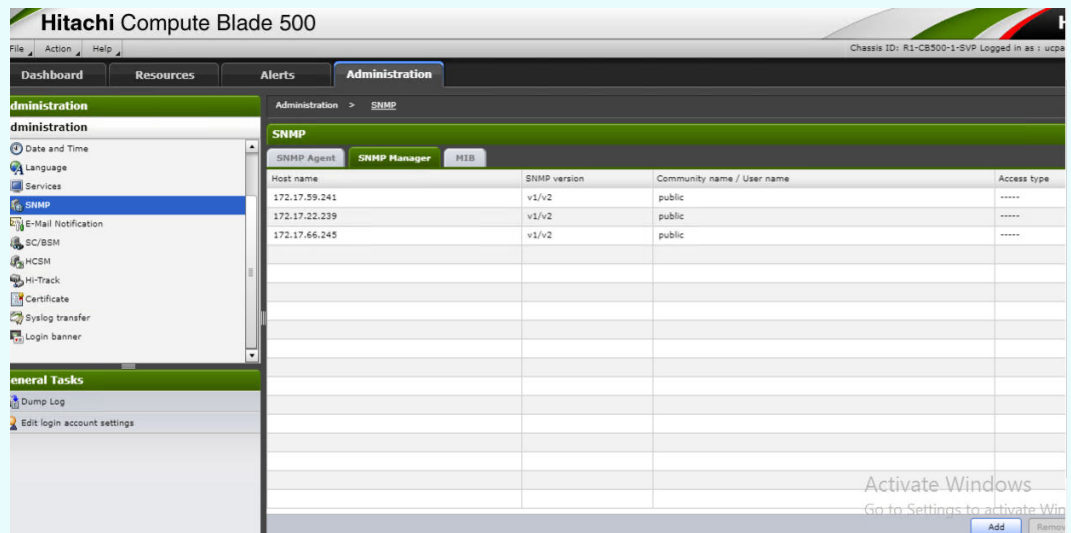 Hitachi Compute Blade 500
File Action Help
Chassis ID: R1-CB500-1-SVP Logged in as : ucpa
Dashboard Resources Alerts Administration
dministration
Administration > SNMP
dministration
SNMP
SNMP Agent SNMP Manager MIB
Date and Time
Language
Services
SNMP
E-Mail Notification
SC/BSM
HCSM
Hi-Track
Certificate
Syslog transfer
Login banner
Host name SNMP version Community name / User name Access type
172.17.59.241 v1/v2 public -----
172.17.22.239 v1/v2 public -----
172.17.66.245 v1/v2 public -----
eneral Tasks
Dump Log
Edit login account settings
Activate Windows
Go to Settings to activate Win
Add Remov